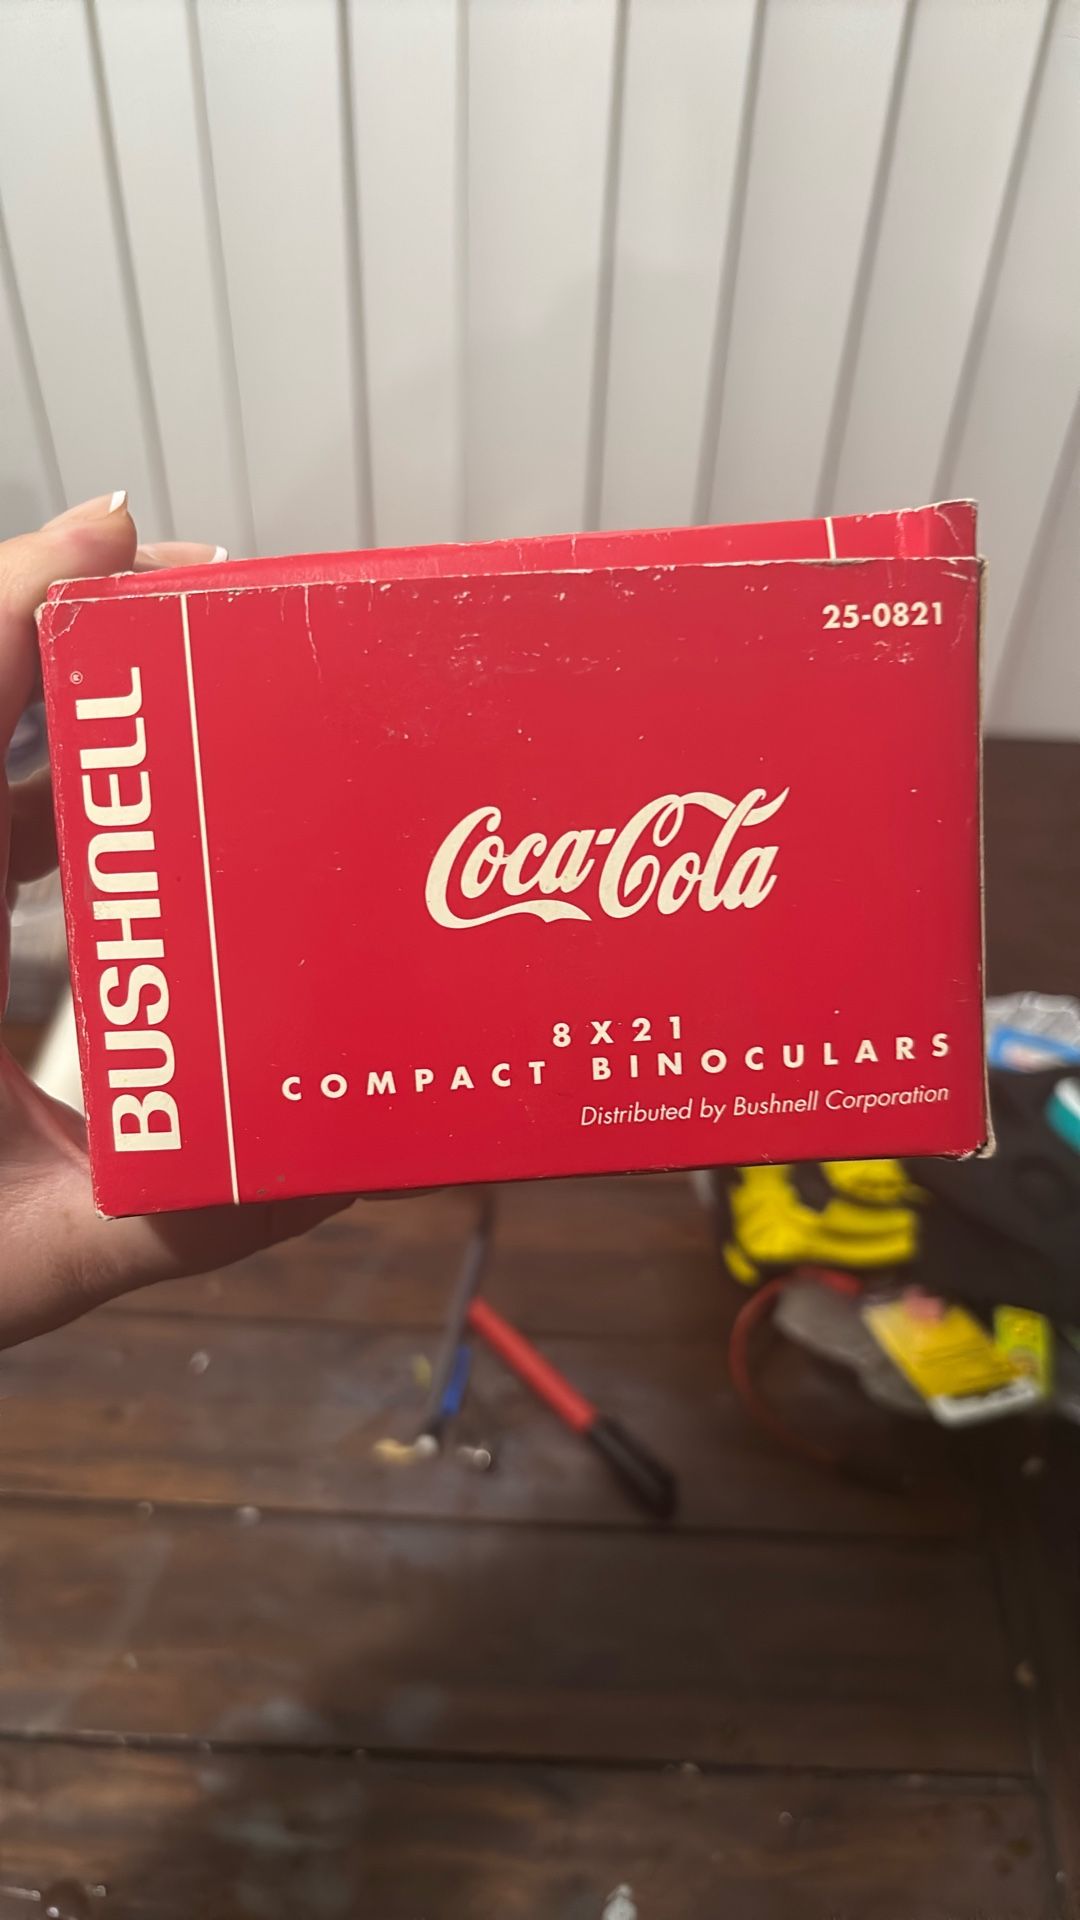 25-0821
BUSHNELL®
Coca-Cola
8X21
COMPACT BINOCULARS
Distributed by Bushnell Corporation